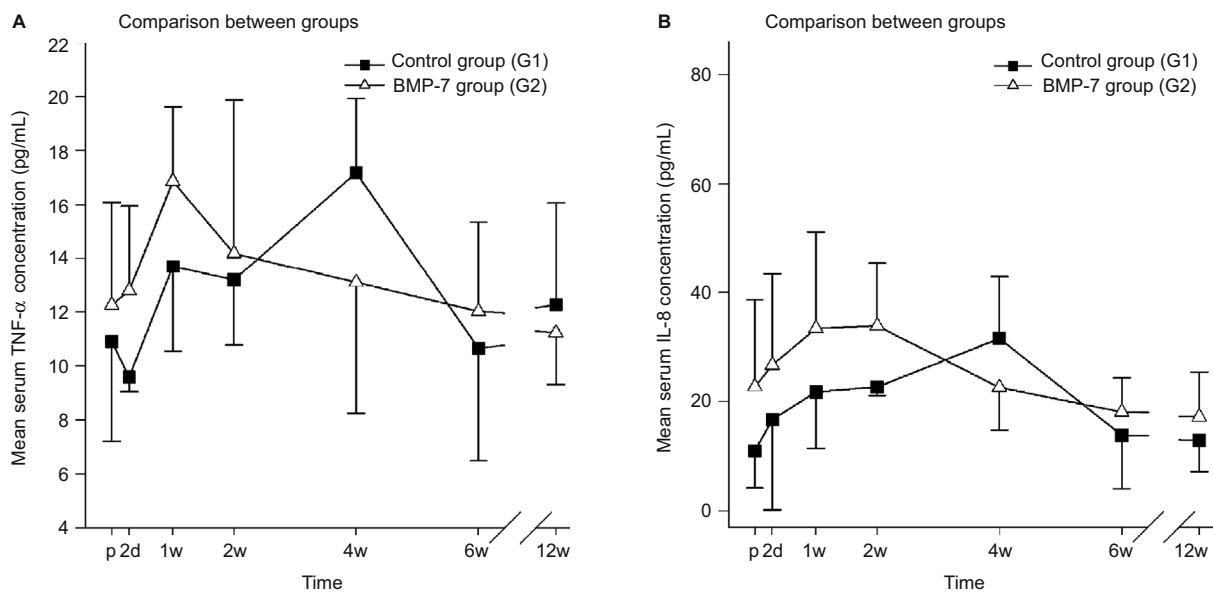 A Comparison between groups
Mean serum TNF-α concentration (pg/mL)
22
20
18
16
14
12
10
8
6
4
Control group (G1)
BMP-7 group (G2)
p 2d 1w 2w 4w 6w 12w
Time
B Comparison between groups
Mean serum IL-8 concentration (pg/mL)
80
60
40
20
0
Control group (G1)
BMP-7 group (G2)
p 2d 1w 2w 4w 6w 12w
Time